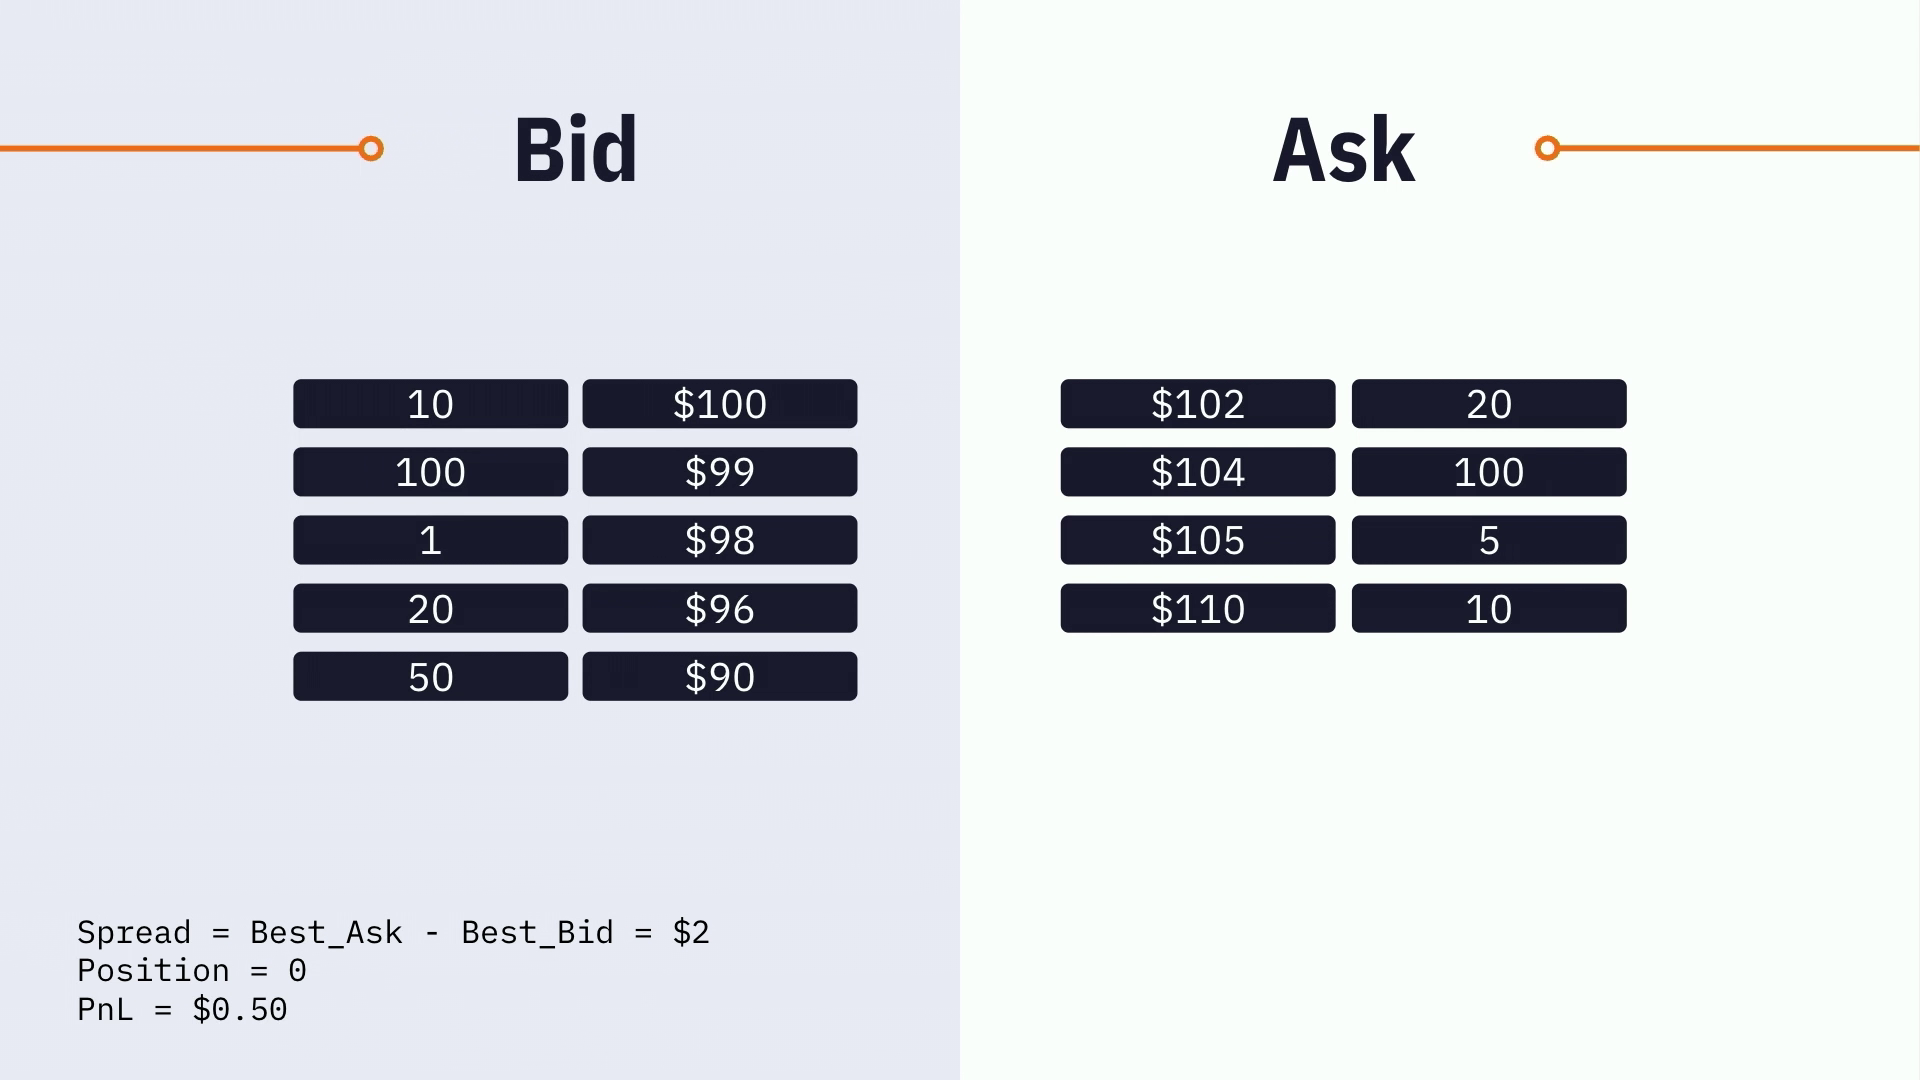 Bid
Ask
10 $100 $102 20
100 $99 $104 100
1 $98 $105 5
20 $96 $110 10
50 $90
Spread = Best_Ask - Best_Bid = $2
Position = 0
PnL = $0.50